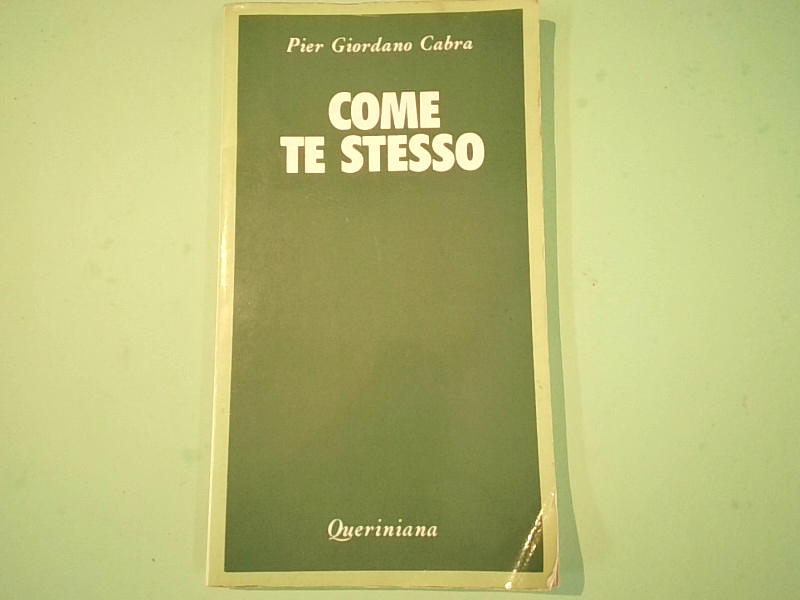 Pier Giordano Cabra
COME
TE STESSO
Queriniana